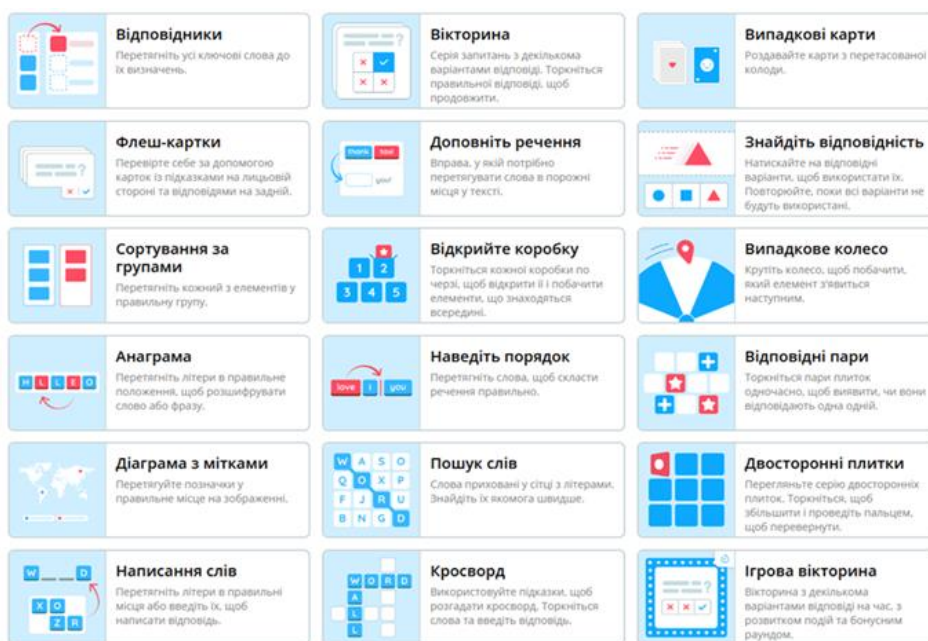 Відповідники
Перетягніть усі ключові слова до
їх визначень.
Вікторина
Серія запитань з декількома
варіантами відповіді. Торкніться
правильної відповіді, щоб
продовжити.
Випадкові карти
Роздавайте карти з перетасованої
колоди.
?
Флеш-картки
Перевірте себе за допомогою
карток із підказками на лицьовій
стороні та відповідями на задній.
?
thank
you!
Доповніть речення
Вправа, у якій потрібно
перетягувати слова в порожні
місця у тексті.
Знайдіть відповідність
Натискайте на відповідні
варіанти, щоб використати їх.
Повторюйте, поки всі варіанти не
будуть використані.
Сортування за
групами
Перетягніть кожний з елементів у
правильну групу.
1 2
3 4 5
Відкрийте коробку
Торкніться кожної коробки по
черзі, щоб відкрити її і побачити
елементи, що знаходяться
всередині.
Випадкове колесо
Крутіть колесо, щоб побачити,
який елемент з'явиться
наступним.
H L L E O
Анаграма
Перетягніть літери в правильне
положення, щоб розшифрувати
слово або фразу.
love I you
Наведіть порядок
Перетягніть слова, щоб скласти
речення правильно.
Відповідні пари
Торкніться пари плиток
одночасно, щоб виявити, чи вони
відповідають одна одній.
Діаграма з мітками
Перетягуйте позначки у
правильне місце на зображенні.
W A S O
Q O X P
F J R U
B N G D
Пошук слів
Слова приховані у сітці з літерами.
Знайдіть їх якомога швидше.
Двосторонні плитки
Перегляньте серію двосторонніх
плиток. Торкніться, щоб
збільшити і проведіть пальцем,
щоб перевернути.
W _ _ D
X O
Z R
Написання слів
Перетягніть літери в правильні
місця або введіть їх, щоб
написати відповідь.
W O R D
A
L
L
Кросворд
Використовуйте підказки, щоб
розгадати кросворд. Торкніться
слова та введіть відповідь.
?
Ігрова вікторина
Вікторина з декількома
варіантами відповіді на час, з
розвитком подій та бонусним
раундом.